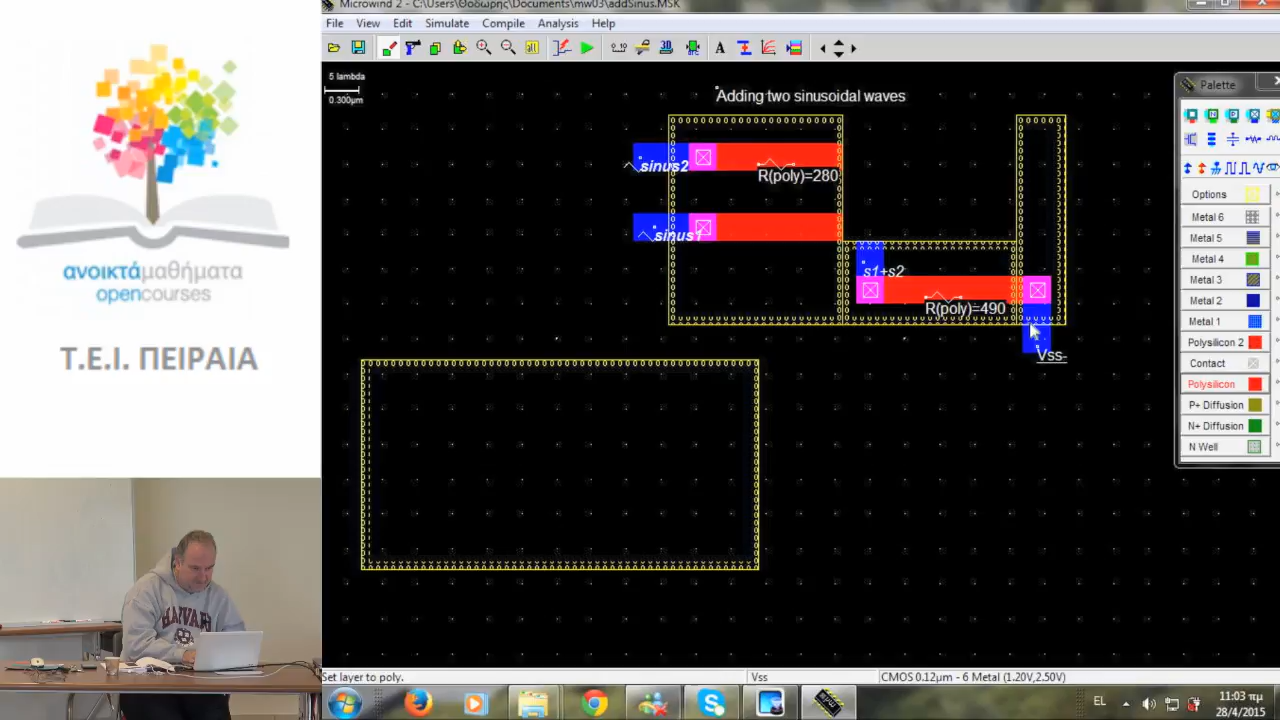 Microwind 2 - C:\Users\Θοδωρής\Documents\mw03\addSinus.MSK
File View Edit Simulate Compile Analysis Help
5 lambda
0.300µm
Adding two sinusoidal waves
sinus2
R(poly)=280
sinus1
s1+s2
R(poly)=490
Vss-
Palette
Options
Metal 6
Metal 5
Metal 4
Metal 3
Metal 2
Metal 1
Polysilicon 2
Contact
Polysilicon
P+ Diffusion
N+ Diffusion
N Well
ανοικτάμαθήματα
opencourses
Τ.Ε.Ι. ΠΕΙΡΑΙΑ
HARVARD
Set layer to poly.
Vss
CMOS 0.12µm - 6 Metal (1.20V,2.50V)
EL
11:03 πμ
28/4/2015